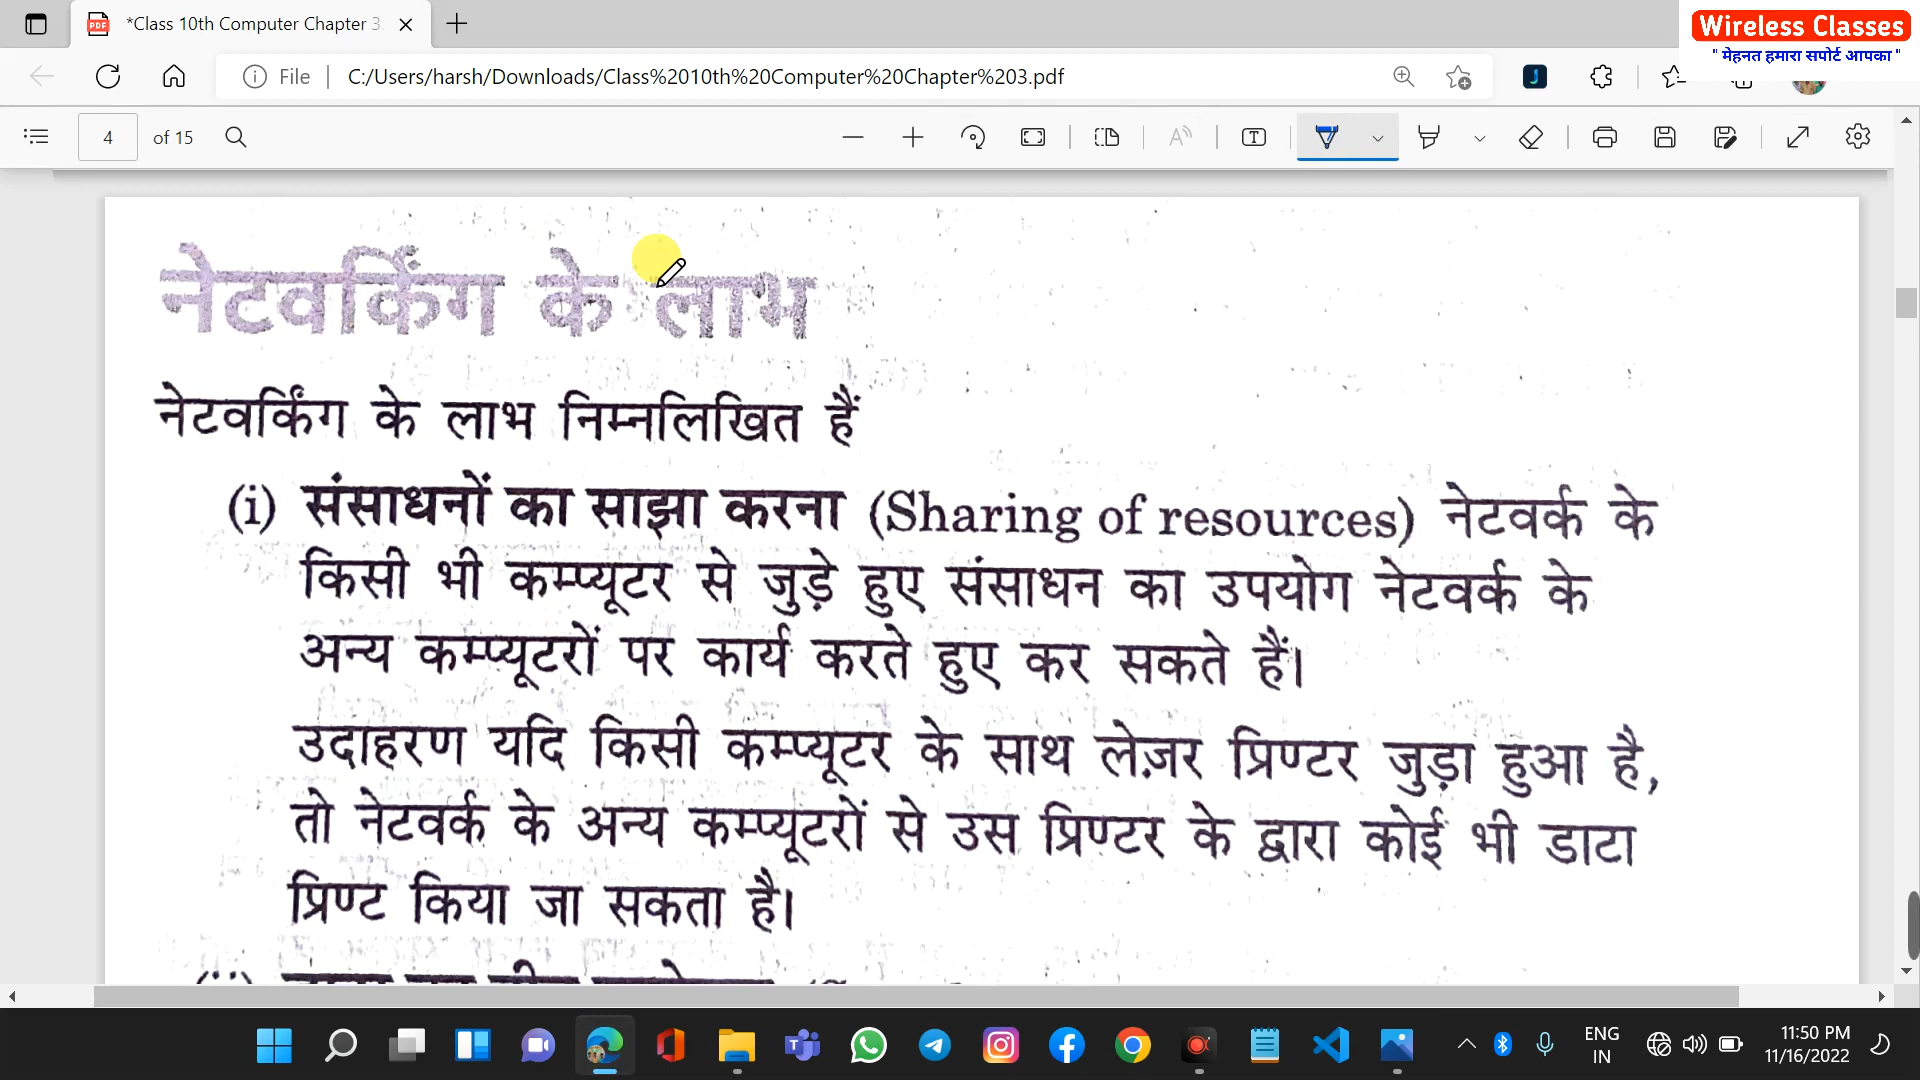 *Class 10th Computer Chapter 3
Wireless Classes
" मेहनत हमारा सपोर्ट आपका "
File
C:/Users/harsh/Downloads/Class%2010th%20Computer%20Chapter%203.pdf
4 of 15
नेटवर्किंग के लाभ
नेटवर्किंग के लाभ निम्नलिखित हैं
(i) संसाधनों का साझा करना (Sharing of resources) नेटवर्क के
किसी भी कम्प्यूटर से जुड़े हुए संसाधन का उपयोग नेटवर्क के
अन्य कम्प्यूटरों पर कार्य करते हुए कर सकते हैं।
उदाहरण यदि किसी कम्प्यूटर के साथ लेज़र प्रिण्टर जुड़ा हुआ है,
तो नेटवर्क के अन्य कम्प्यूटरों से उस प्रिण्टर के द्वारा कोई भी डाटा
प्रिण्ट किया जा सकता है।
ENG
IN
11:50 PM
11/16/2022